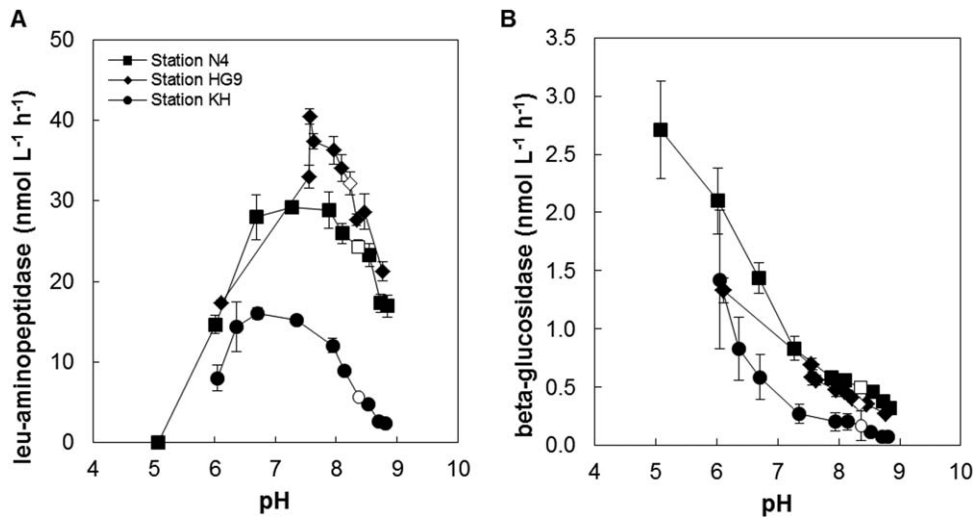 A
leu-aminopeptidase (nmol L⁻¹ h⁻¹)
50
40
30
20
10
0
Station N4
Station HG9
Station KH
4 5 6 7 8 9 10
pH
B
beta-glucosidase (nmol L⁻¹ h⁻¹)
3.5
3.0
2.5
2.0
1.5
1.0
0.5
0.0
4 5 6 7 8 9 10
pH